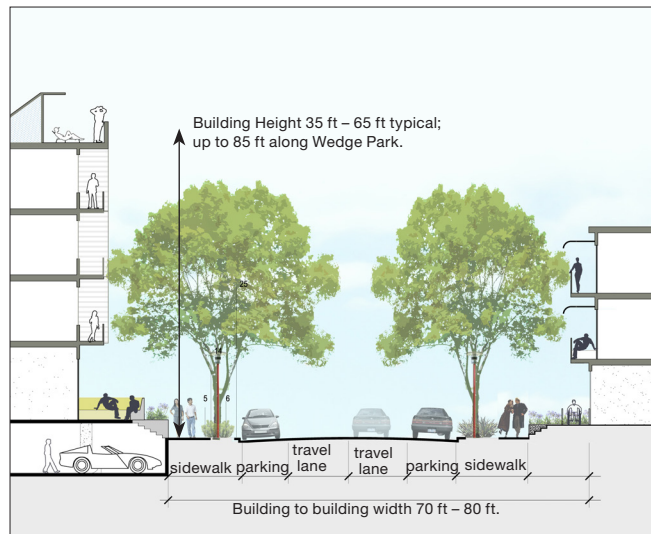 Building Height 35 ft – 65 ft typical;
up to 85 ft along Wedge Park.
25
5
6
sidewalk
parking
travel
lane
travel
lane
parking
sidewalk
Building to building width 70 ft – 80 ft.